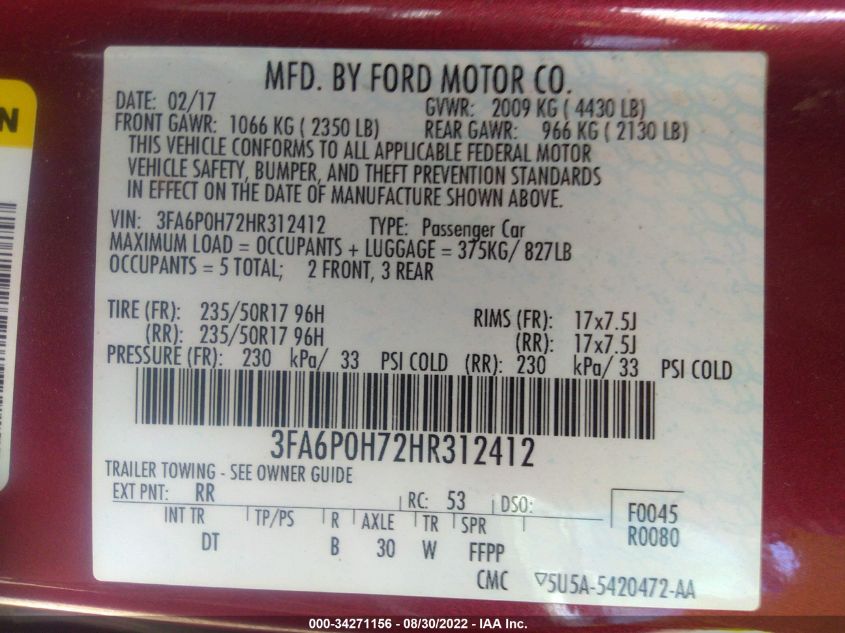 MFD. BY FORD MOTOR CO.
DATE: 02/17 GVWR: 2009 KG ( 4430 LB)
FRONT GAWR: 1066 KG ( 2350 LB) REAR GAWR: 966 KG ( 2130 LB)
THIS VEHICLE CONFORMS TO ALL APPLICABLE FEDERAL MOTOR
VEHICLE SAFETY, BUMPER, AND THEFT PREVENTION STANDARDS
IN EFFECT ON THE DATE OF MANUFACTURE SHOWN ABOVE.
VIN: 3FA6P0H72HR312412 TYPE: Passenger Car
MAXIMUM LOAD = OCCUPANTS + LUGGAGE = 375KG/ 827LB
OCCUPANTS = 5 TOTAL; 2 FRONT, 3 REAR
TIRE (FR): 235/50R17 96H RIMS (FR): 17x7.5J
(RR): 235/50R17 96H (RR): 17x7.5J
PRESSURE (FR): 230 kPa/ 33 PSI COLD (RR): 230 kPa/ 33 PSI COLD
3FA6P0H72HR312412
TRAILER TOWING - SEE OWNER GUIDE
EXT PNT: RR RC: 53 DSO: F0045
INT TR TP/PS R AXLE TR SPR R0080
DT B 30 W FFPP
CMC ▽5U5A-5420472-AA
N
000-34271156 - 08/30/2022 - IAA Inc.